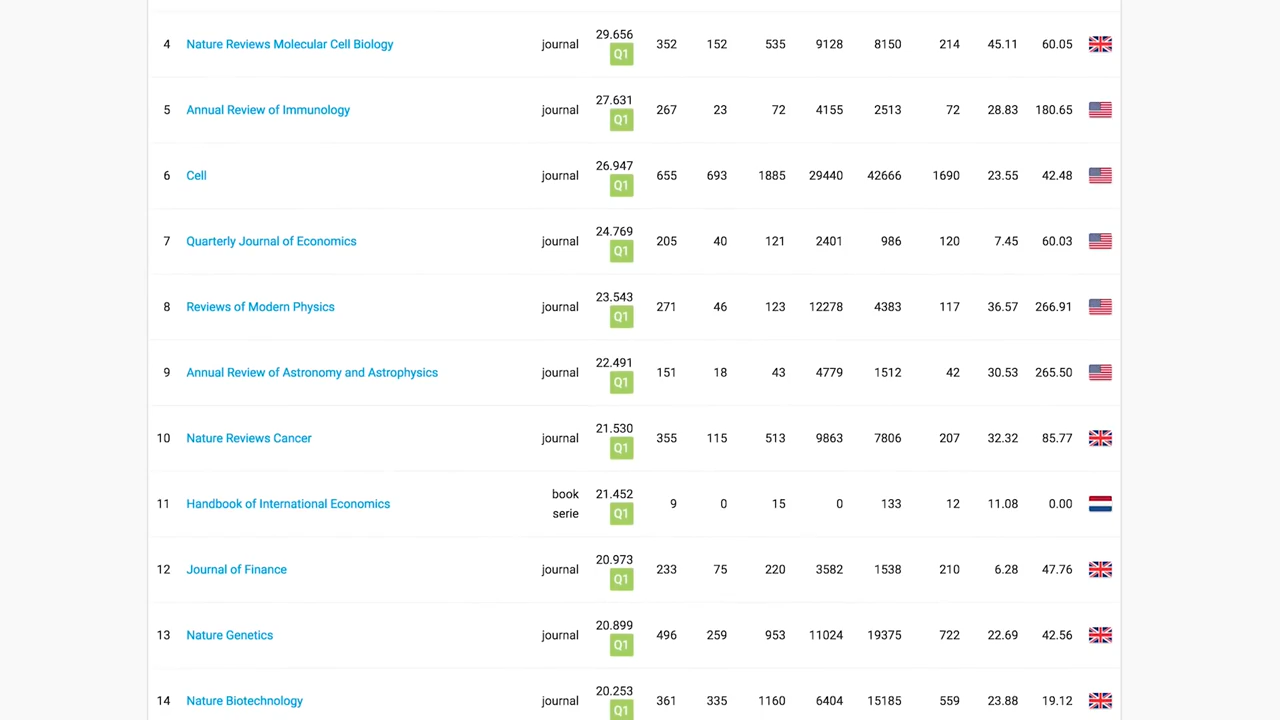 4 Nature Reviews Molecular Cell Biology journal 29.656 Q1 352 152 535 9128 8150 214 45.11 60.05
5 Annual Review of Immunology journal 27.631 Q1 267 23 72 4155 2513 72 28.83 180.65
6 Cell journal 26.947 Q1 655 693 1885 29440 42666 1690 23.55 42.48
7 Quarterly Journal of Economics journal 24.769 Q1 205 40 121 2401 986 120 7.45 60.03
8 Reviews of Modern Physics journal 23.543 Q1 271 46 123 12278 4383 117 36.57 266.91
9 Annual Review of Astronomy and Astrophysics journal 22.491 Q1 151 18 43 4779 1512 42 30.53 265.50
10 Nature Reviews Cancer journal 21.530 Q1 355 115 513 9863 7806 207 32.32 85.77
11 Handbook of International Economics book serie 21.452 Q1 9 0 15 0 133 12 11.08 0.00
12 Journal of Finance journal 20.973 Q1 233 75 220 3582 1538 210 6.28 47.76
13 Nature Genetics journal 20.899 Q1 496 259 953 11024 19375 722 22.69 42.56
14 Nature Biotechnology journal 20.253 Q1 361 335 1160 6404 15185 559 23.88 19.12